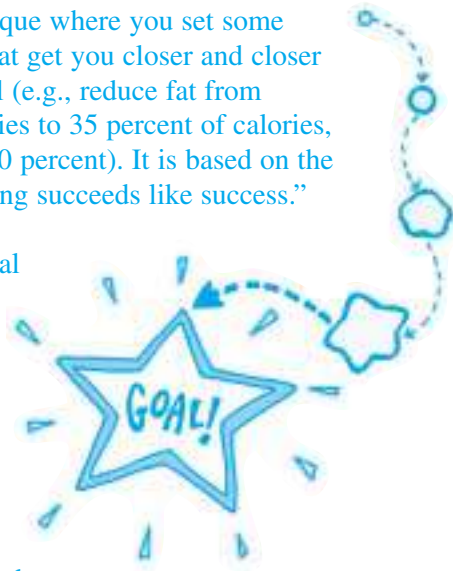 que where you set some
at get you closer and closer
(e.g., reduce fat from
ies to 35 percent of calories,
0 percent). It is based on the
ng succeeds like success.”
al
GOAL!